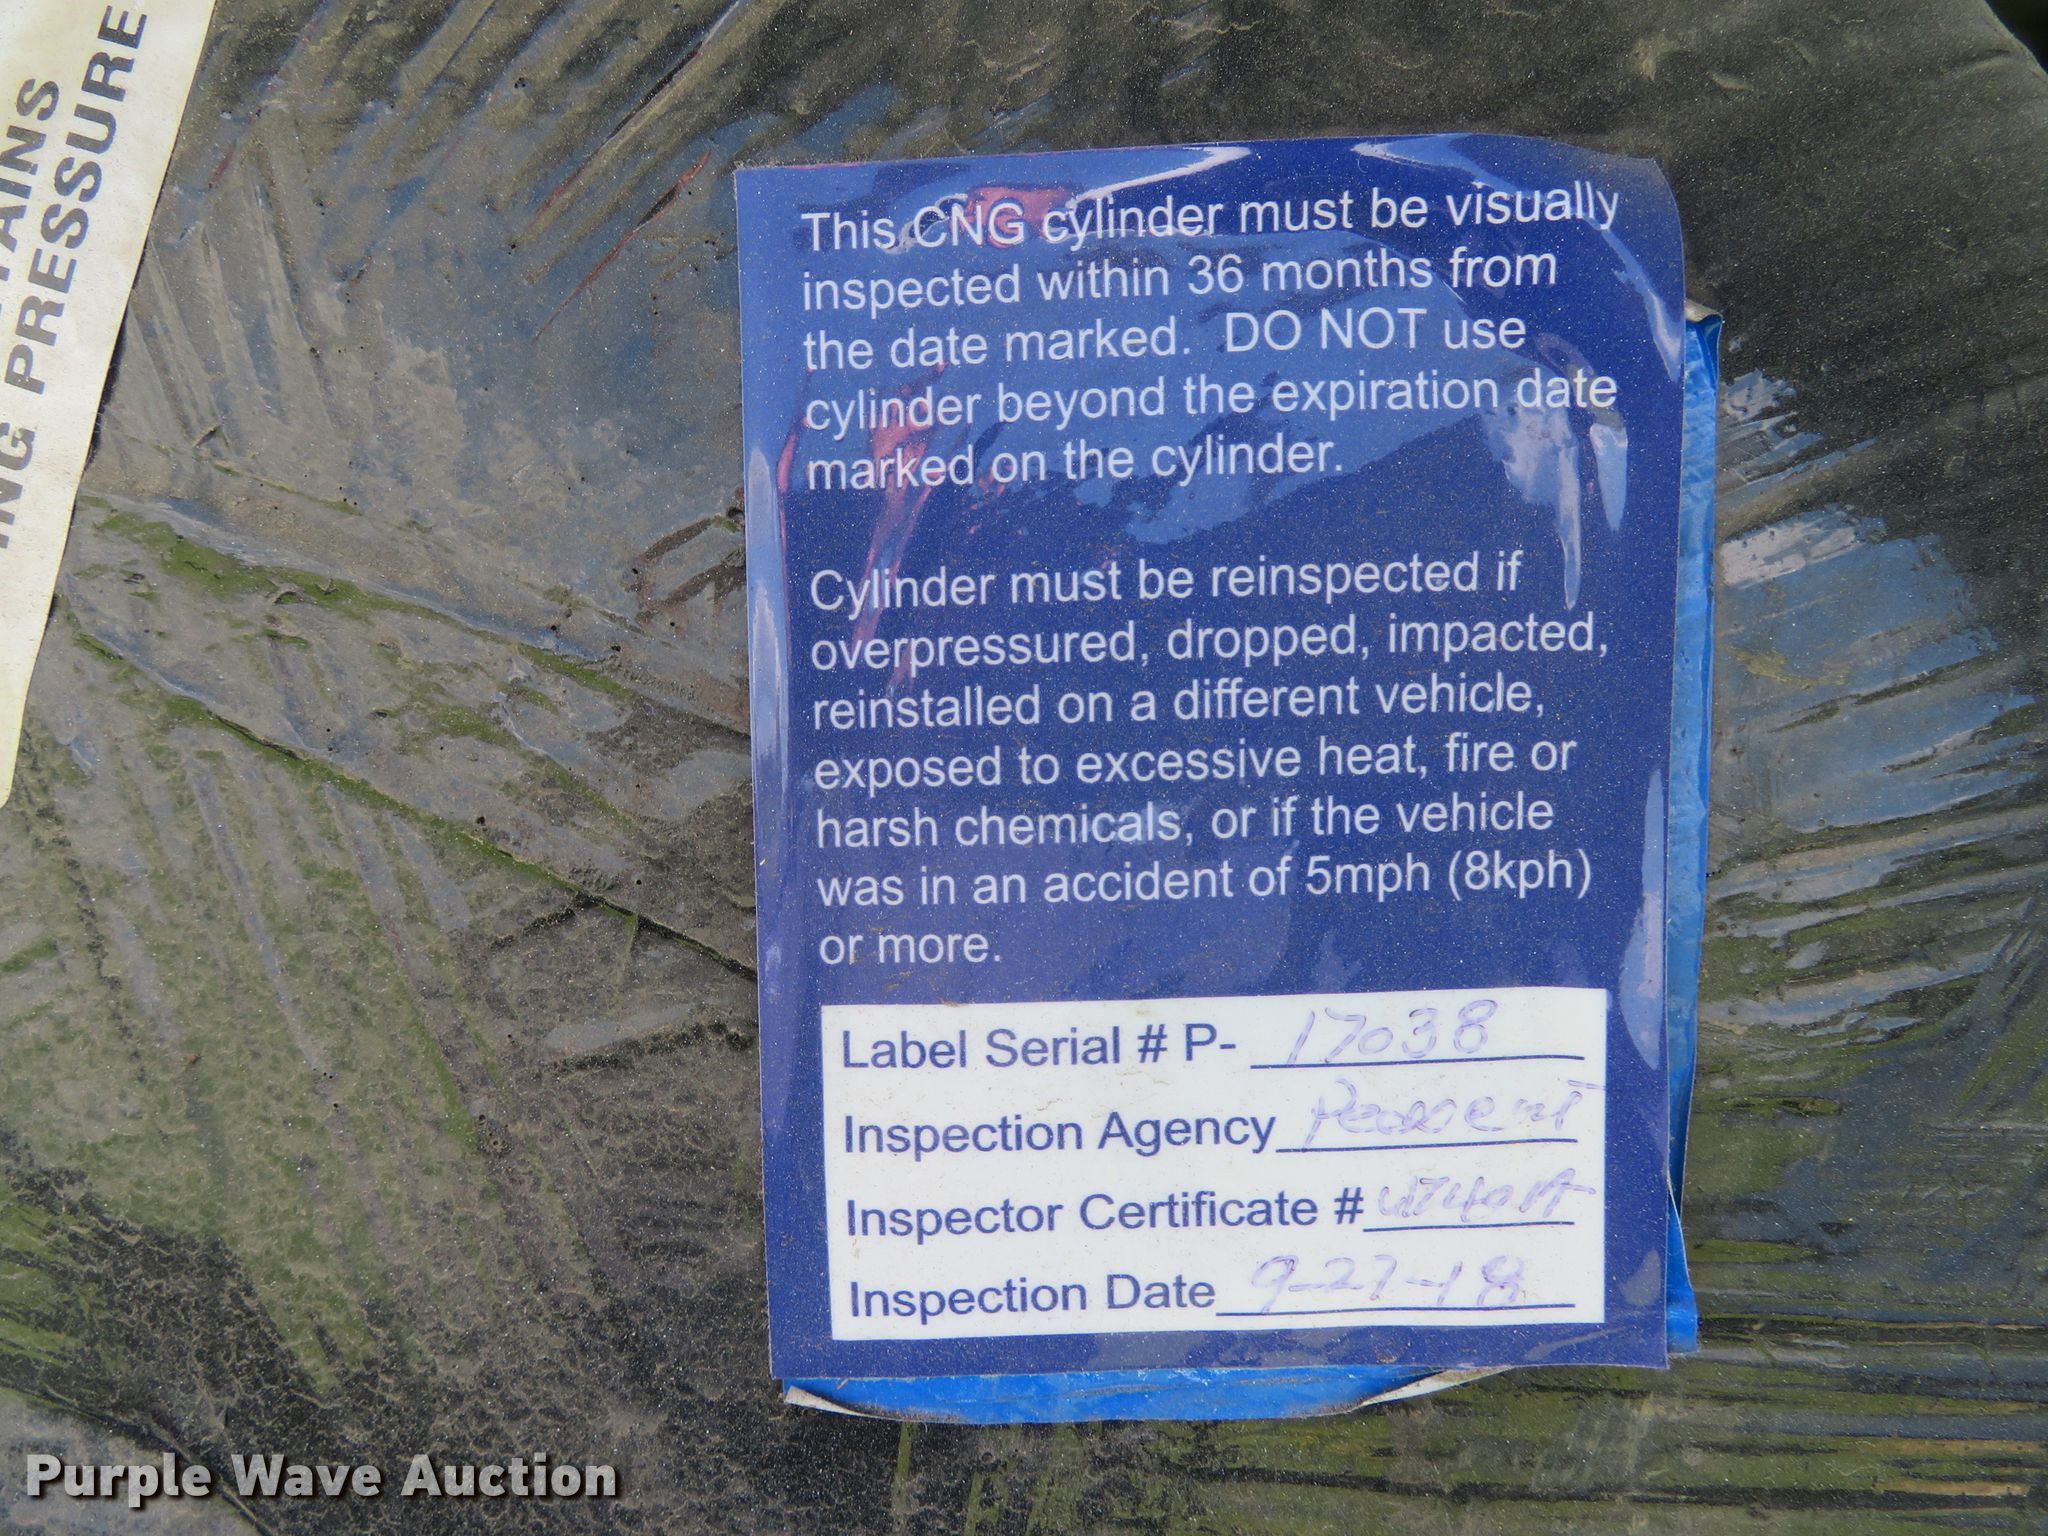 ING PRESSURE
This CNG cylinder must be visually
inspected within 36 months from
the date marked. DO NOT use
cylinder beyond the expiration date
marked on the cylinder.
Cylinder must be reinspected if
overpressured, dropped, impacted,
reinstalled on a different vehicle,
exposed to excessive heat, fire or
harsh chemicals, or if the vehicle
was in an accident of 5mph (8kph)
or more.
Label Serial # P- 17038
Inspection Agency
Inspector Certificate #
Inspection Date 9-27-18
Purple Wave Auction